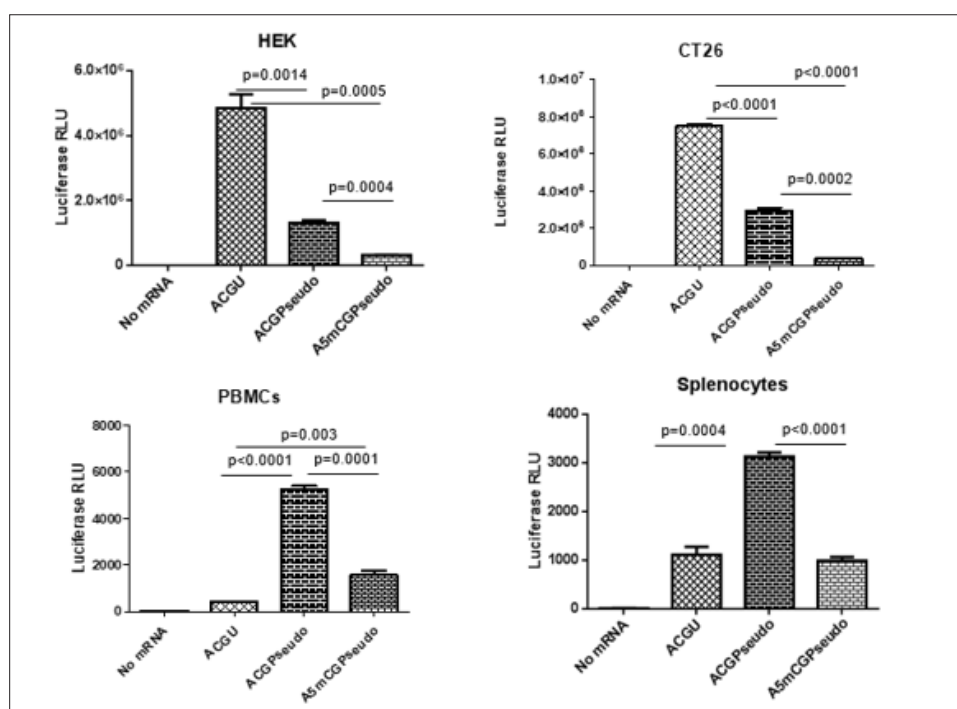 HEK
Luciferase RLU
6.0×10⁶
4.0×10⁶
2.0×10⁶
0
p=0.0014
p=0.0005
p=0.0004
No mRNA
ACGU
ACGPseudo
A5mCGPseudo
CT26
Luciferase RLU
1.0×10⁷
8.0×10⁶
6.0×10⁶
4.0×10⁶
2.0×10⁶
0
p<0.0001
p<0.0001
p=0.0002
No mRNA
ACGU
ACGPseudo
A5mCGPseudo
PBMCs
Luciferase RLU
8000
6000
4000
2000
0
p=0.003
p<0.0001
p=0.0001
No mRNA
ACGU
ACGPseudo
A5mCGPseudo
Splenocytes
Luciferase RLU
4000
3000
2000
1000
0
p=0.0004
p<0.0001
No mRNA
ACGU
ACGPseudo
A5mCGPseudo